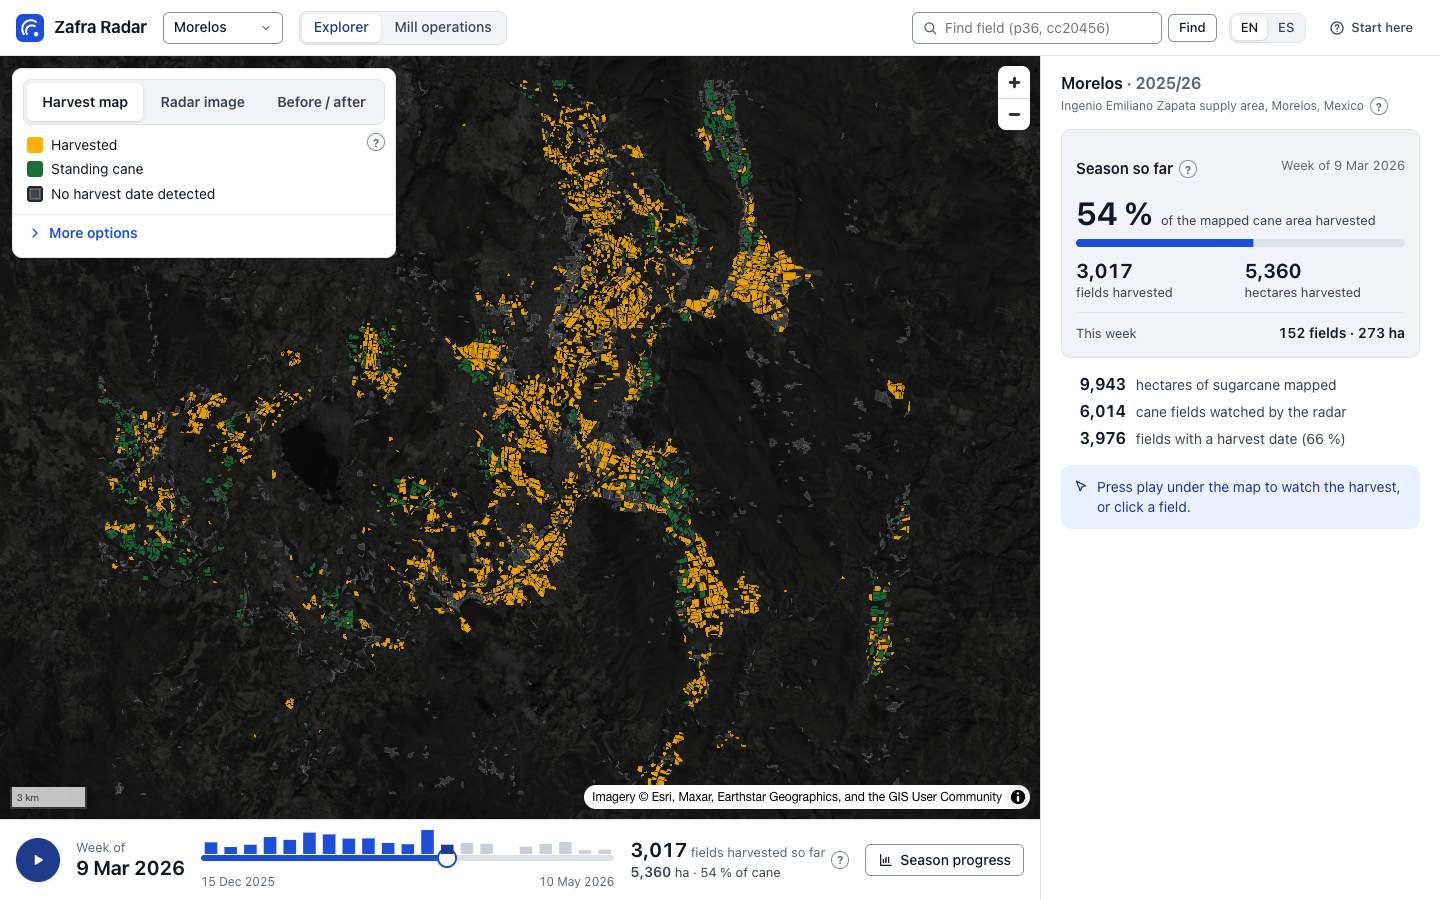 Zafra Radar
Morelos
Explorer
Mill operations
Find field (p36, cc20456)
Find
EN
ES
Start here
Harvest map
Radar image
Before / after
Harvested
Standing cane
No harvest date detected
More options
3 km
Imagery © Esri, Maxar, Earthstar Geographics, and the GIS User Community
Morelos · 2025/26
Ingenio Emiliano Zapata supply area, Morelos, Mexico
Season so far
Week of 9 Mar 2026
54 % of the mapped cane area harvested
3,017
fields harvested
5,360
hectares harvested
This week
152 fields · 273 ha
9,943 hectares of sugarcane mapped
6,014 cane fields watched by the radar
3,976 fields with a harvest date (66 %)
Press play under the map to watch the harvest,
or click a field.
Week of
9 Mar 2026
15 Dec 2025
10 May 2026
3,017 fields harvested so far
5,360 ha · 54 % of cane
Season progress